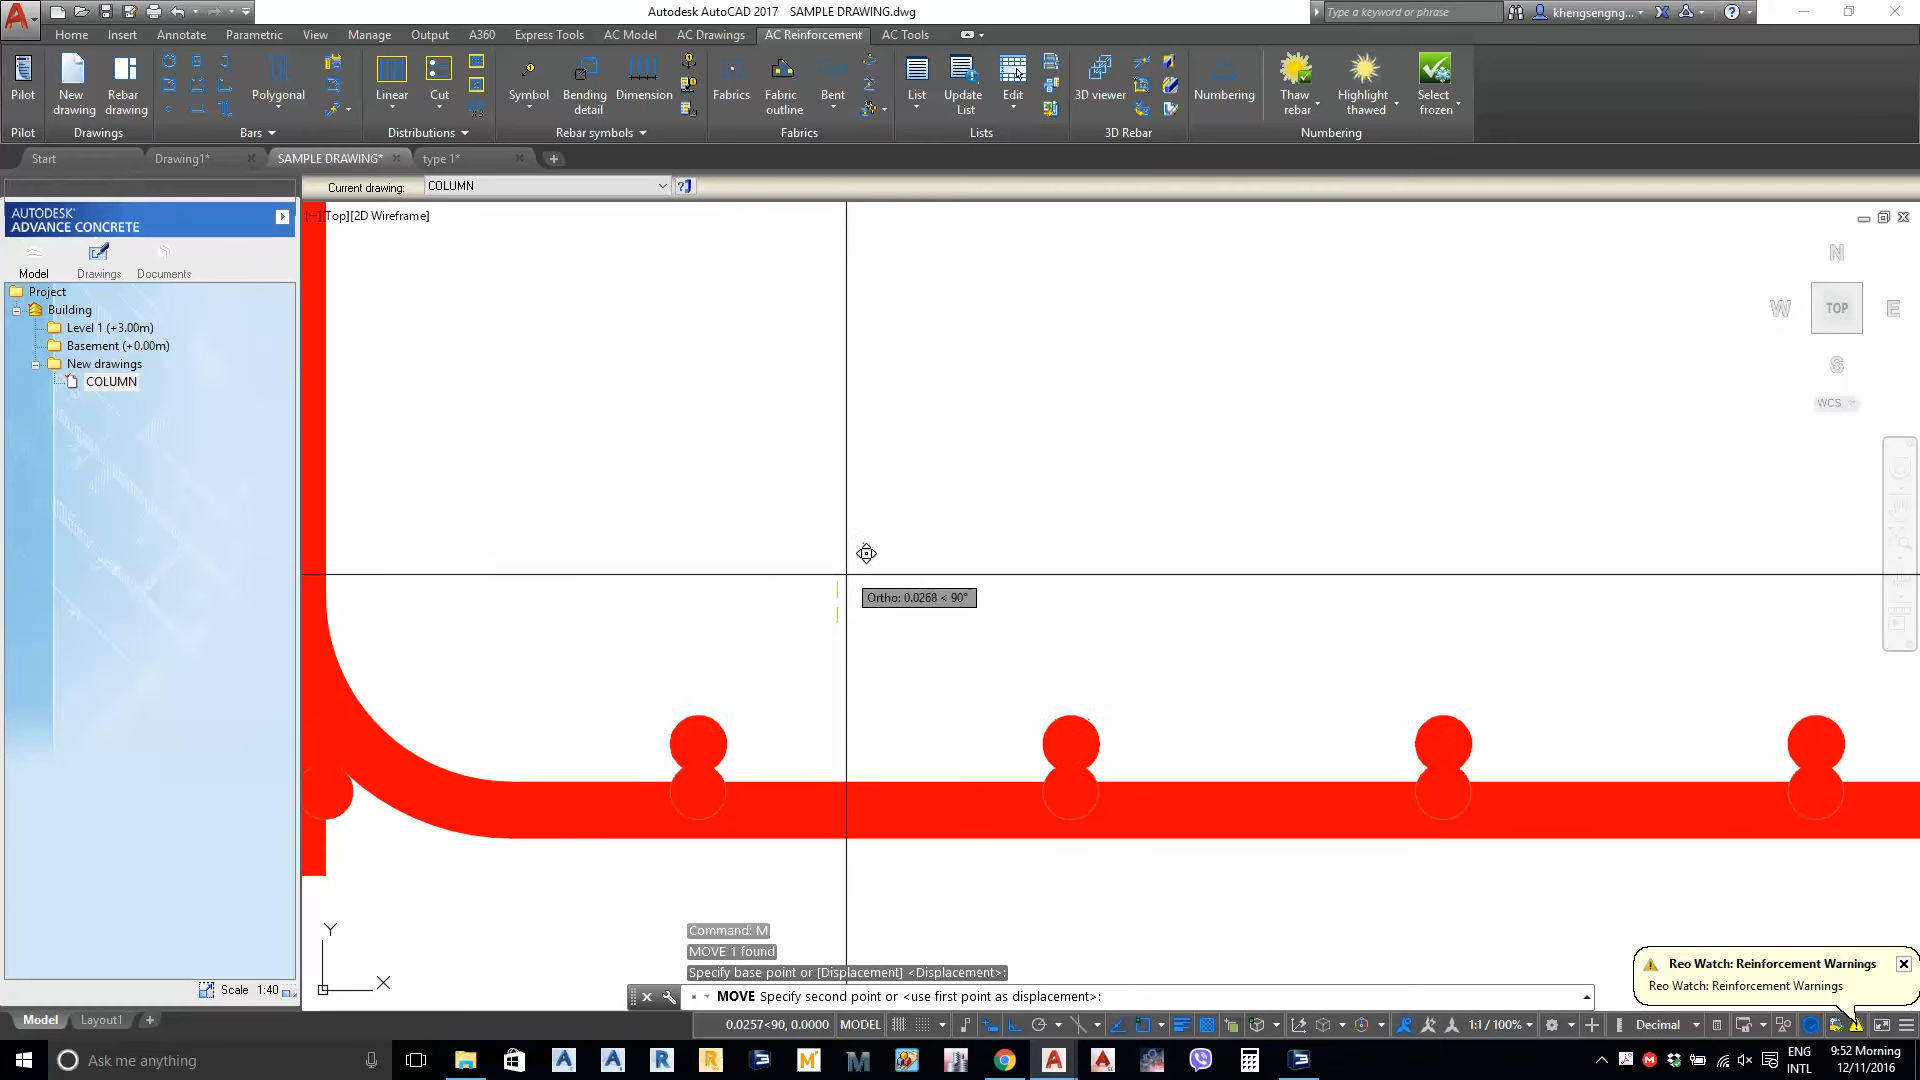 Autodesk AutoCAD 2017 SAMPLE DRAWING.dwg
Type a keyword or phrase
khengsengng...
Home Insert Annotate Parametric View Manage Output A360 Express Tools AC Model AC Drawings AC Reinforcement AC Tools
Pilot
New drawing
Rebar drawing
Polygonal
Linear
Cut
Symbol
Bending detail
Dimension
Fabrics
Fabric outline
Bent
List
Update List
Edit
3D viewer
Numbering
Thaw rebar
Highlight thawed
Select frozen
Pilot Drawings Bars Distributions Rebar symbols Fabrics Lists 3D Rebar Numbering
Start Drawing1* SAMPLE DRAWING* type 1*
Current drawing: COLUMN
AUTODESK®
ADVANCE CONCRETE
Model Drawings Documents
Project
Building
Level 1 (+3.00m)
Basement (+0.00m)
New drawings
COLUMN
Scale 1:40
[−][Top][2D Wireframe]
N
W TOP E
S
WCS
Ortho: 0.0268 < 90°
Y
X
Command: M
MOVE 1 found
Specify base point or [Displacement] <Displacement>:
MOVE Specify second point or <use first point as displacement>:
Reo Watch: Reinforcement Warnings
Reo Watch: Reinforcement Warnings
Model Layout1
0.0257<90, 0.0000 MODEL 1:1 / 100% Decimal
Ask me anything
ENG
INTL
9:52 Morning
12/11/2016